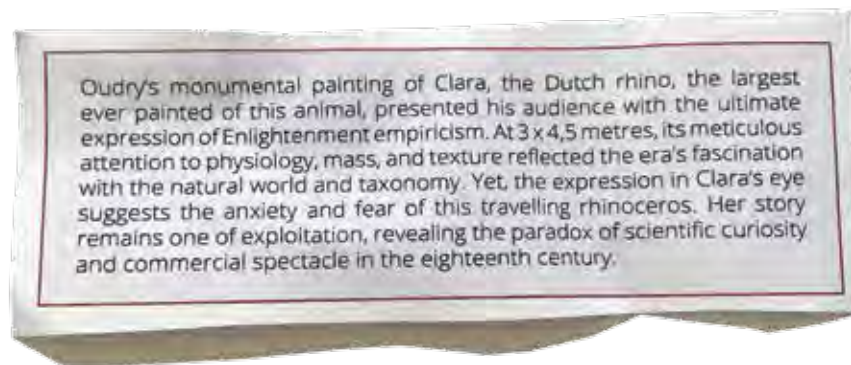 Oudry's monumental painting of Clara, the Dutch rhino, the largest
ever painted of this animal, presented his audience with the ultimate
expression of Enlightenment empiricism. At 3 x 4,5 metres, its meticulous
attention to physiology, mass, and texture reflected the era's fascination
with the natural world and taxonomy. Yet, the expression in Clara's eye
suggests the anxiety and fear of this travelling rhinoceros. Her story
remains one of exploitation, revealing the paradox of scientific curiosity
and commercial spectacle in the eighteenth century.